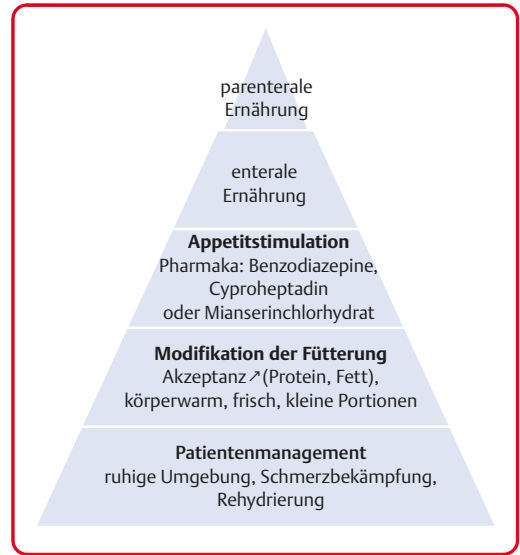 parenterale
Ernährung
enterale
Ernährung
Appetitstimulation
Pharmaka: Benzodiazepine,
Cyproheptadin
oder Mianserinchlorhydrat
Modifikation der Fütterung
Akzeptanz↗(Protein, Fett),
körperwarm, frisch, kleine Portionen
Patientenmanagement
ruhige Umgebung, Schmerzbekämpfung,
Rehydrierung